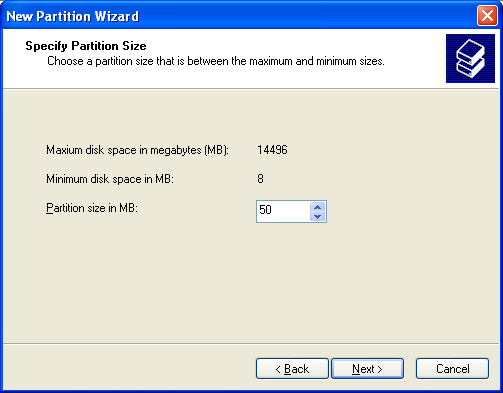 New Partition Wizard
Specify Partition Size
Choose a partition size that is between the maximum and minimum sizes.
Maxium disk space in megabytes (MB): 14496
Minimum disk space in MB: 8
Partition size in MB: 50
< Back Next > Cancel